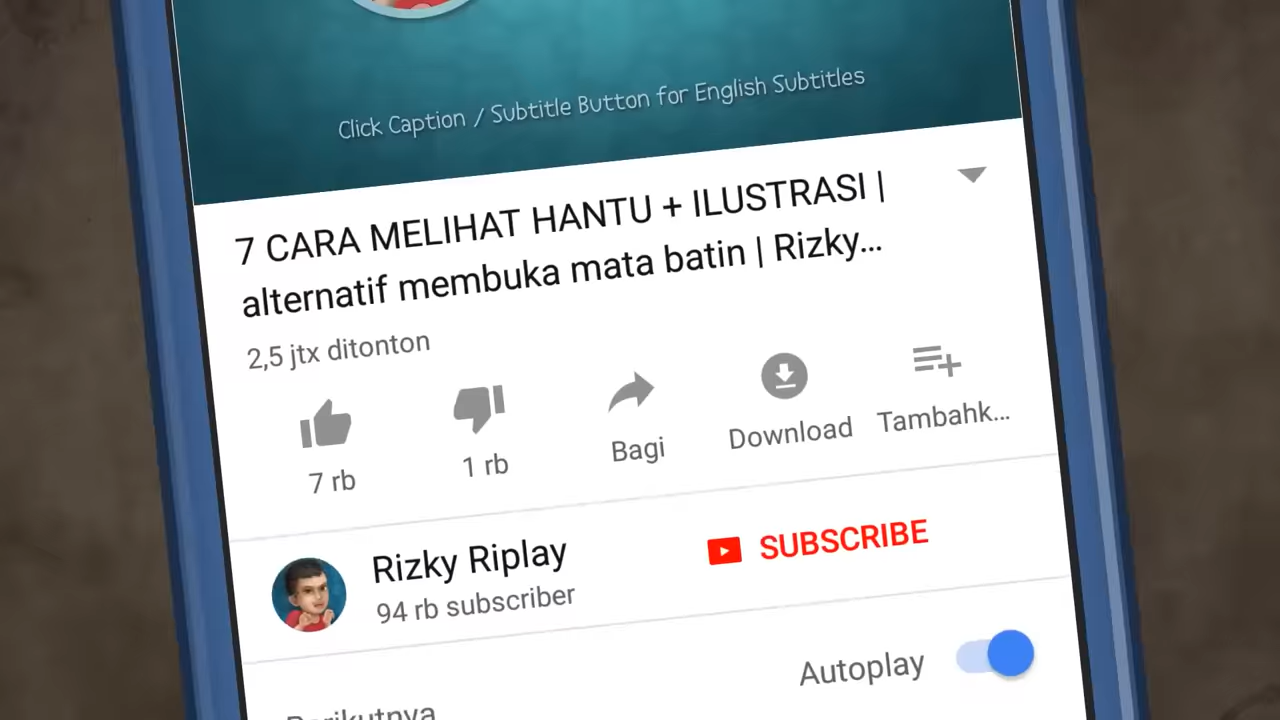 Click Caption / Subtitle Button for English Subtitles
7 CARA MELIHAT HANTU + ILUSTRASI |
alternatif membuka mata batin | Rizky...
2,5 jtx ditonton
7 rb
1 rb
Bagi
Download
Tambahk...
Rizky Riplay
94 rb subscriber
SUBSCRIBE
Autoplay
Berikutnya